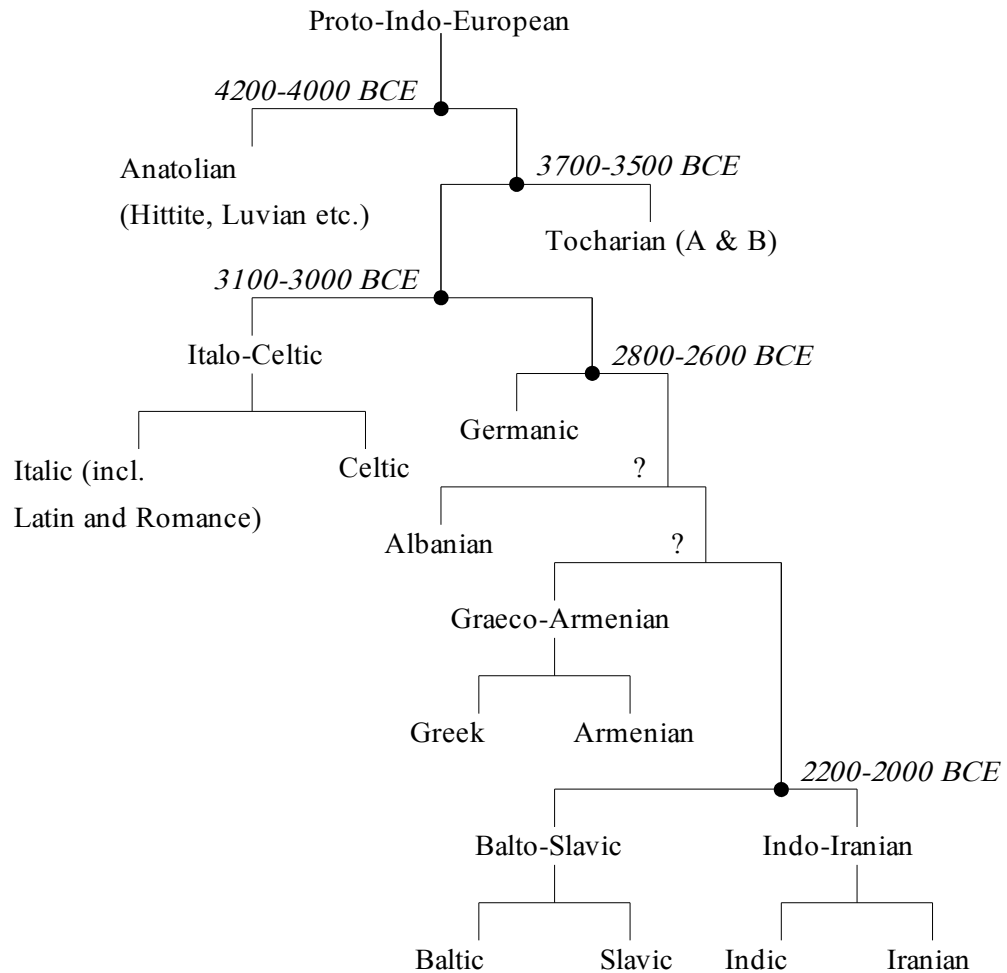 Proto-Indo-European
4200-4000 BCE
Anatolian
(Hittite, Luvian etc.)
3700-3500 BCE
Tocharian (A & B)
3100-3000 BCE
Italo-Celtic
2800-2600 BCE
Italic (incl.
Latin and Romance)
Celtic
Germanic
?
Albanian
?
Graeco-Armenian
Greek
Armenian
2200-2000 BCE
Balto-Slavic
Indo-Iranian
Baltic
Slavic
Indic
Iranian